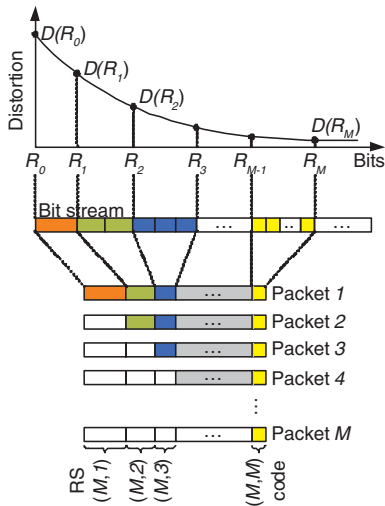 Distortion
D(R0)
D(R1)
D(R2)
D(RM)
R0 R1 R2 R3 RM-1 RM Bits
Bit stream
... .. ...
... Packet 1
... Packet 2
... Packet 3
... Packet 4
...
... Packet M
RS (M,1) (M,2) (M,3) (M,M) code